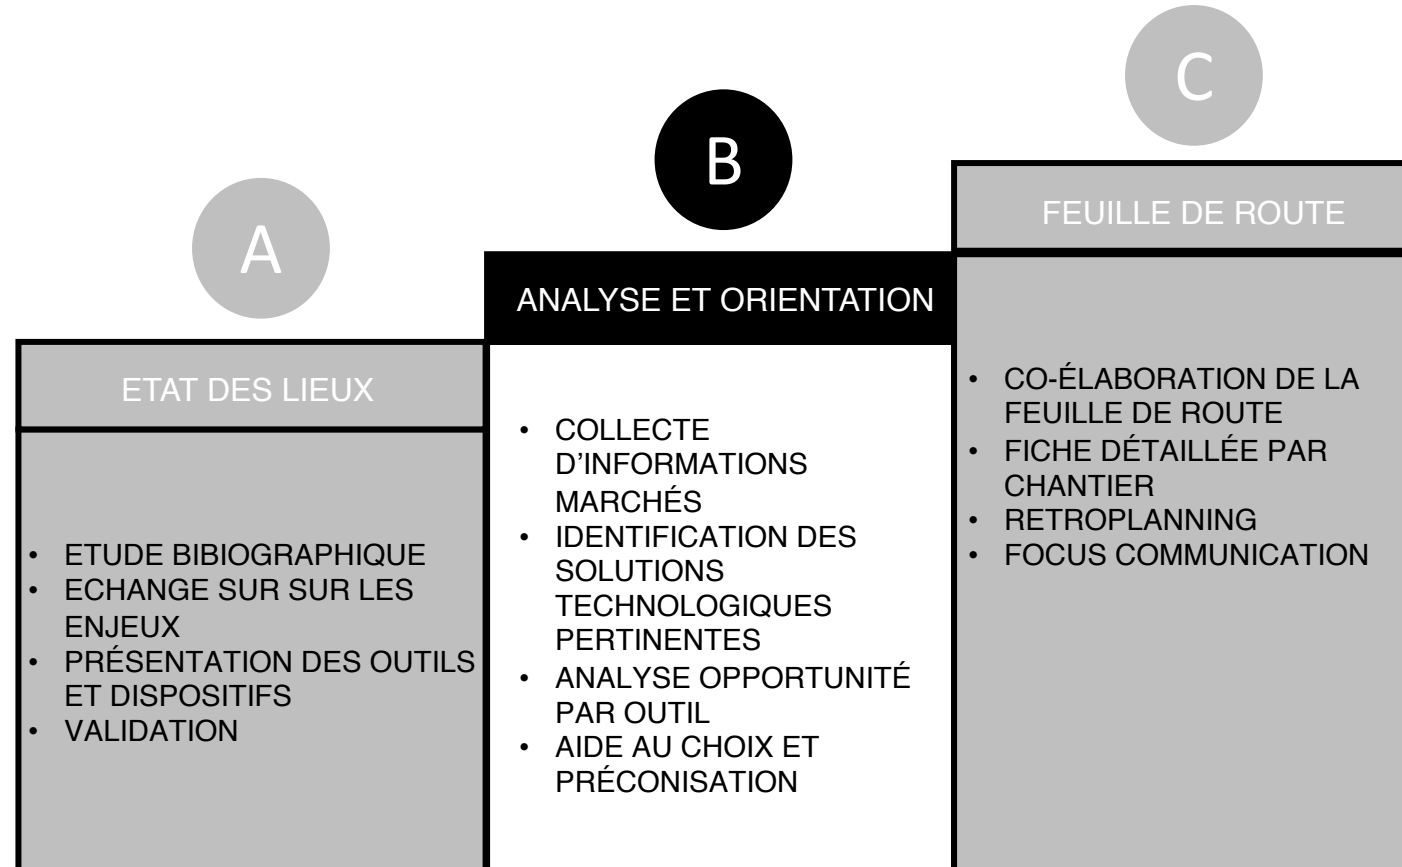 A
ETAT DES LIEUX
• ETUDE BIBIOGRAPHIQUE
• ECHANGE SUR SUR LES
ENJEUX
• PRÉSENTATION DES OUTILS
ET DISPOSITIFS
• VALIDATION
B
ANALYSE ET ORIENTATION
• COLLECTE
D’INFORMATIONS
MARCHÉS
• IDENTIFICATION DES
SOLUTIONS
TECHNOLOGIQUES
PERTINENTES
• ANALYSE OPPORTUNITÉ
PAR OUTIL
• AIDE AU CHOIX ET
PRÉCONISATION
C
FEUILLE DE ROUTE
• CO-ÉLABORATION DE LA
FEUILLE DE ROUTE
• FICHE DÉTAILLÉE PAR
CHANTIER
• RETROPLANNING
• FOCUS COMMUNICATION